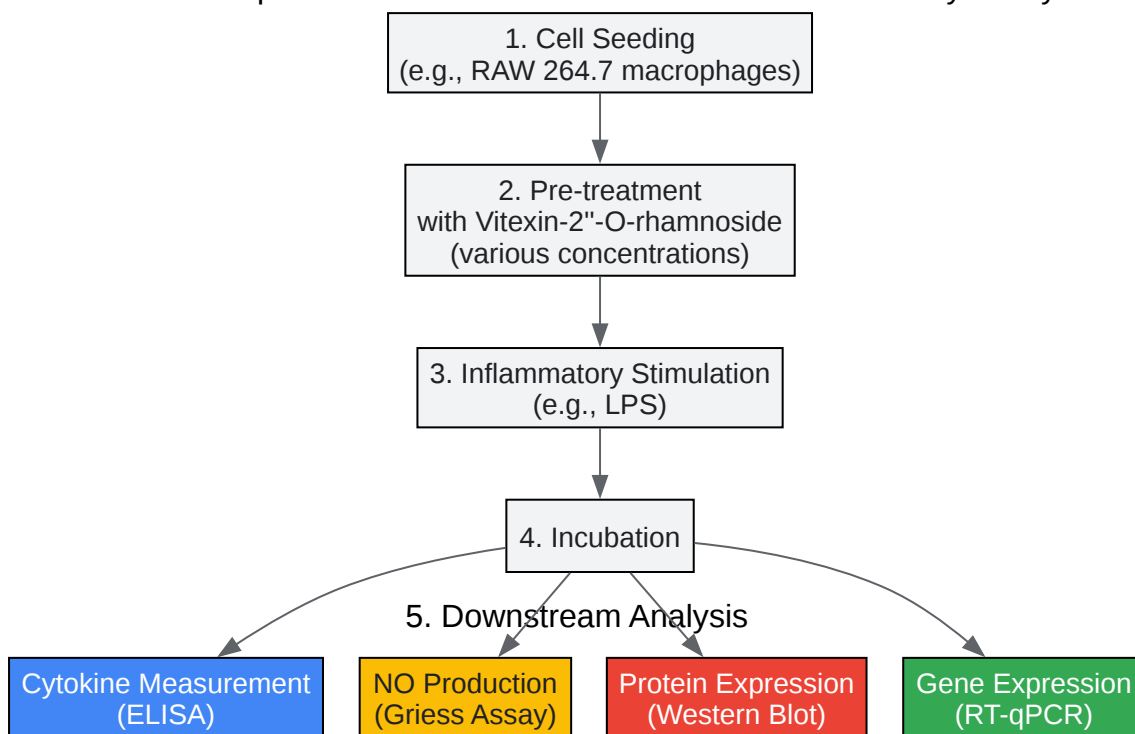 1. Cell Seeding
(e.g., RAW 264.7 macrophages)
2. Pre-treatment
with Vitexin-2"-O-rhamnoside
(various concentrations)
3. Inflammatory Stimulation
(e.g., LPS)
4. Incubation
5. Downstream Analysis
Cytokine Measurement
(ELISA)
NO Production
(Griess Assay)
Protein Expression
(Western Blot)
Gene Expression
(RT-qPCR)